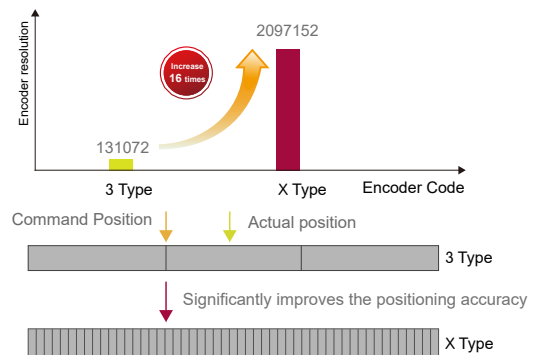 2097152
Encoder resolution
Increase
16 times
131072
3 Type
X Type
Encoder Code
Command Position
Actual position
3 Type
Significantly improves the positioning accuracy
X Type